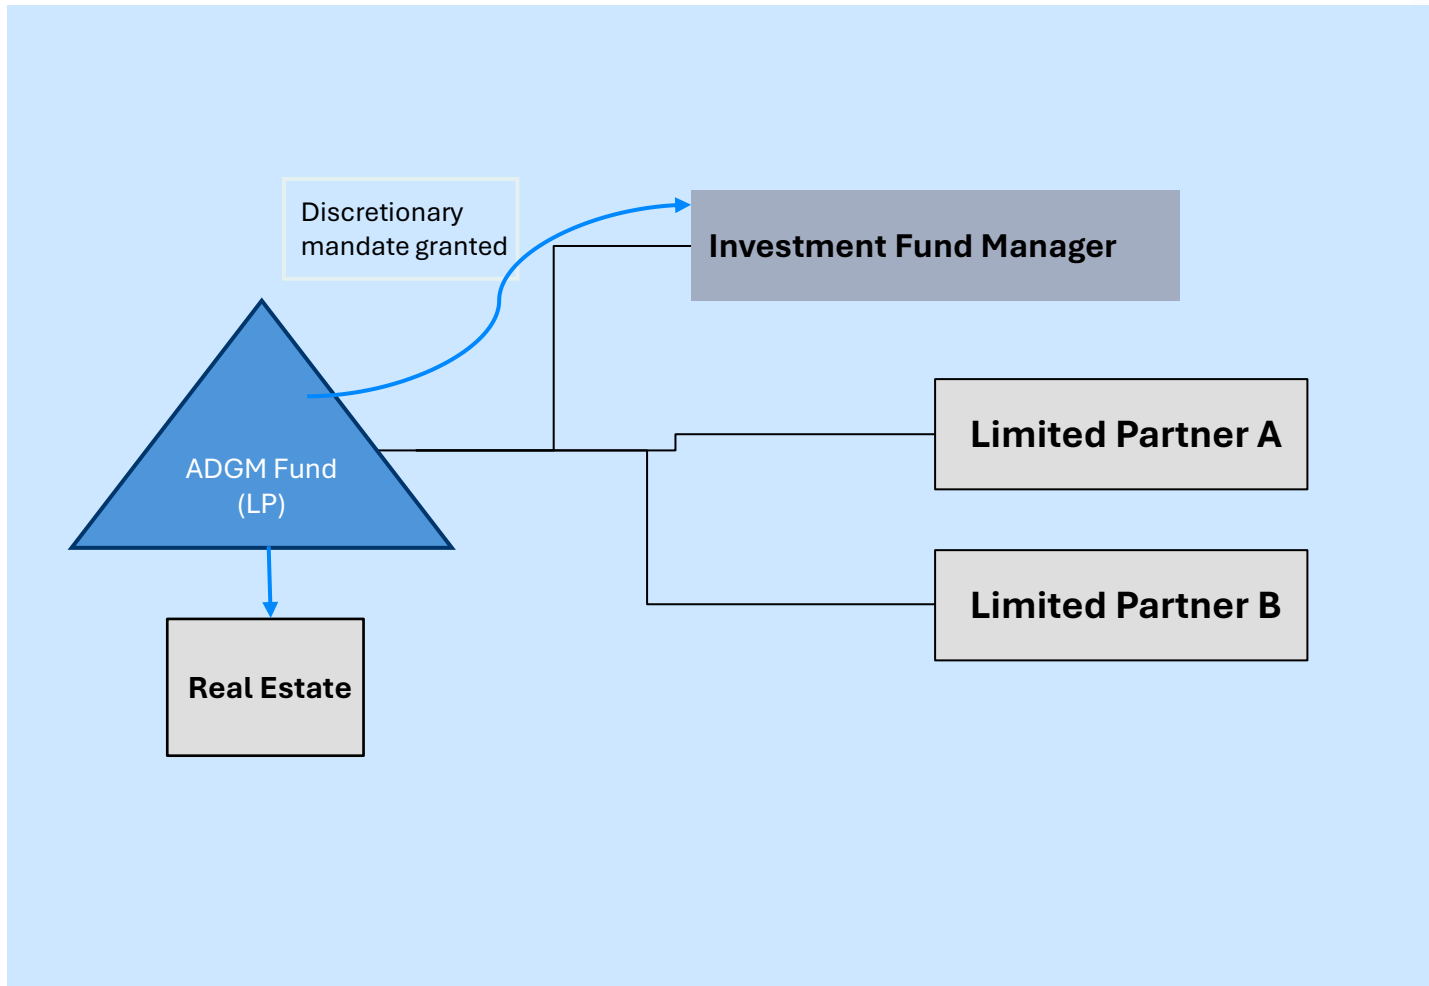 Discretionary
mandate granted
Investment Fund Manager
Limited Partner A
ADGM Fund
(LP)
Limited Partner B
Real Estate